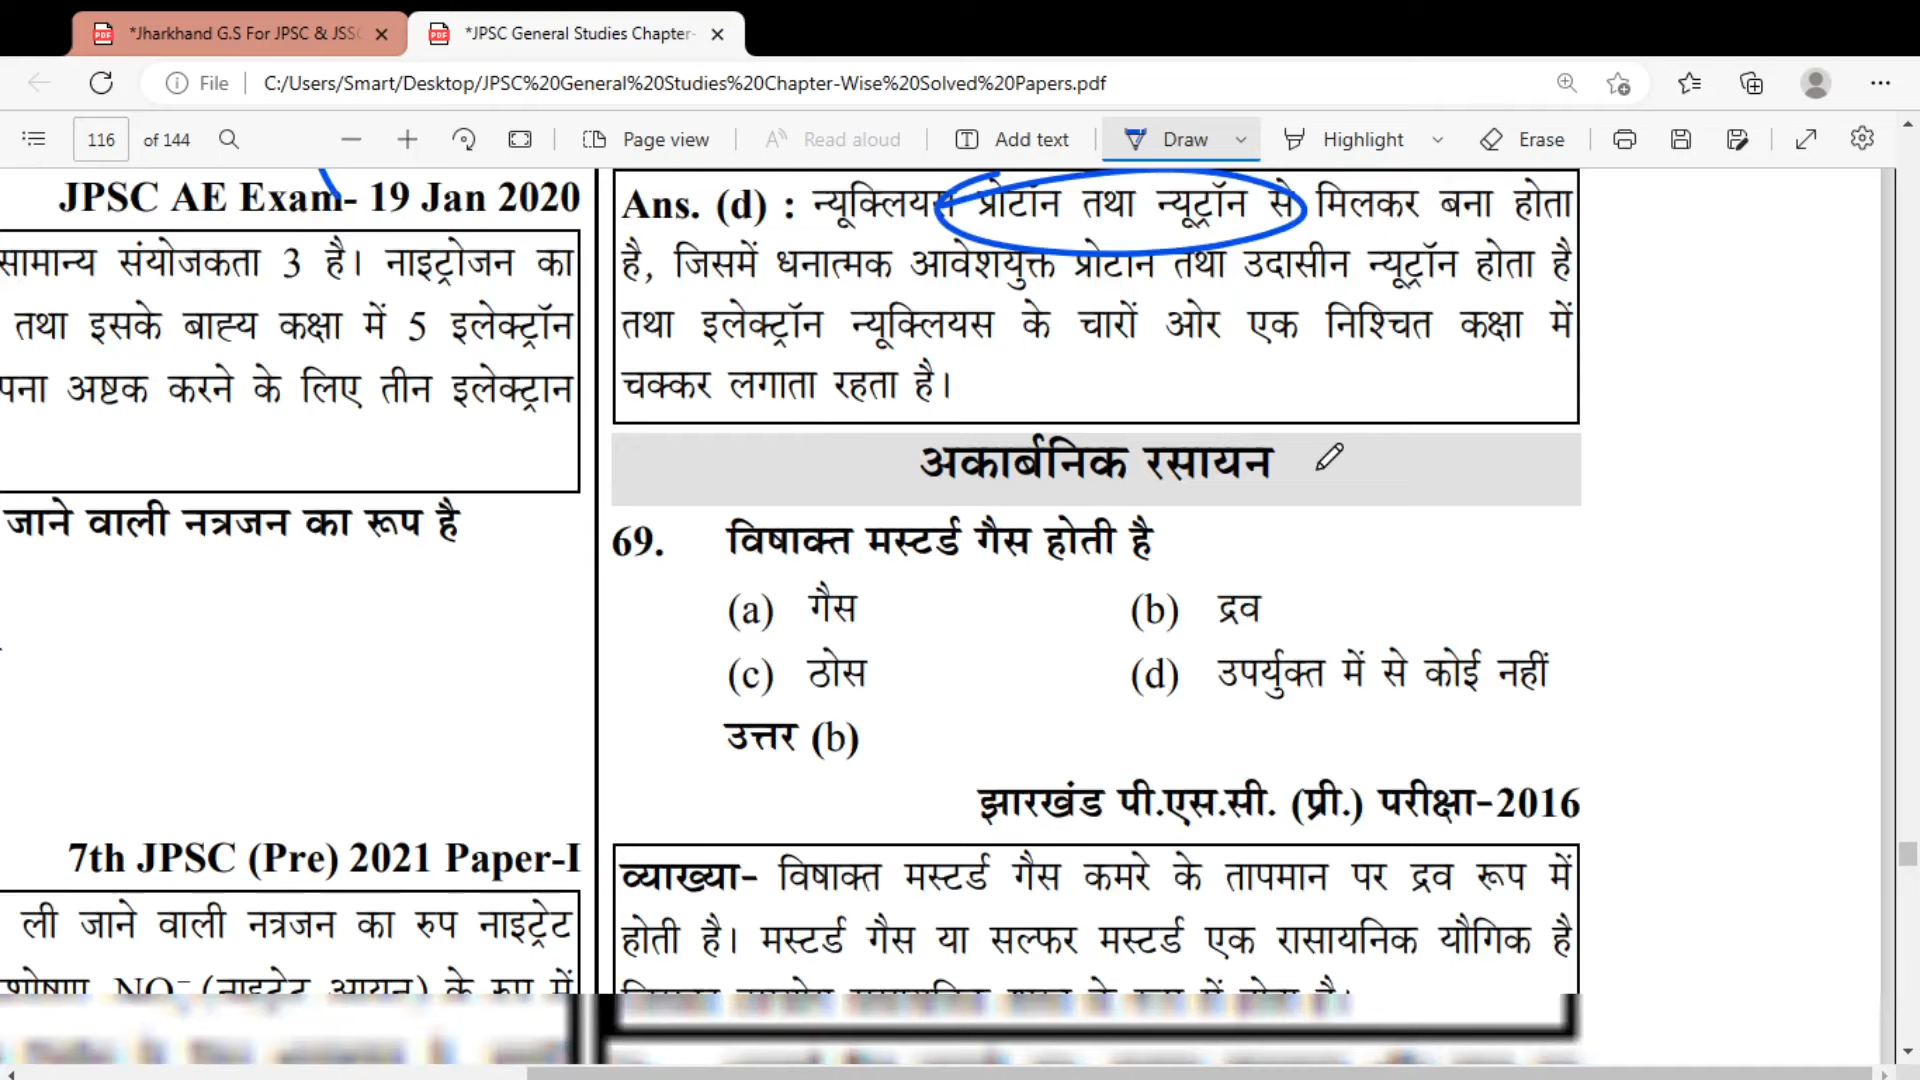 *Jharkhand G.S For JPSC & JSSC
*JPSC General Studies Chapter-
File
C:/Users/Smart/Desktop/JPSC%20General%20Studies%20Chapter-Wise%20Solved%20Papers.pdf
116 of 144
Page view
Read aloud
Add text
Draw
Highlight
Erase
JPSC AE Exam- 19 Jan 2020
सामान्य संयोजकता 3 है। नाइट्रोजन का
तथा इसके बाह्य कक्षा में 5 इलेक्ट्रॉन
पना अष्टक करने के लिए तीन इलेक्ट्रान
जाने वाली नत्रजन का रूप है
7th JPSC (Pre) 2021 Paper-I
ली जाने वाली नत्रजन का रुप नाइट्रेट
NO₃⁻ (नाइट्रेट आयन) के रूप में
Ans. (d) : न्यूक्लियस प्रोटॉन तथा न्यूट्रॉन से मिलकर बना होता
है, जिसमें धनात्मक आवेशयुक्त प्रोटॉन तथा उदासीन न्यूट्रॉन होता है
तथा इलेक्ट्रॉन न्यूक्लियस के चारों ओर एक निश्चित कक्षा में
चक्कर लगाता रहता है।
अकार्बनिक रसायन
69. विषाक्त मस्टर्ड गैस होती है
(a) गैस (b) द्रव
(c) ठोस (d) उपर्युक्त में से कोई नहीं
उत्तर (b)
झारखंड पी.एस.सी. (प्री.) परीक्षा-2016
व्याख्या- विषाक्त मस्टर्ड गैस कमरे के तापमान पर द्रव रूप में
होती है। मस्टर्ड गैस या सल्फर मस्टर्ड एक रासायनिक यौगिक है